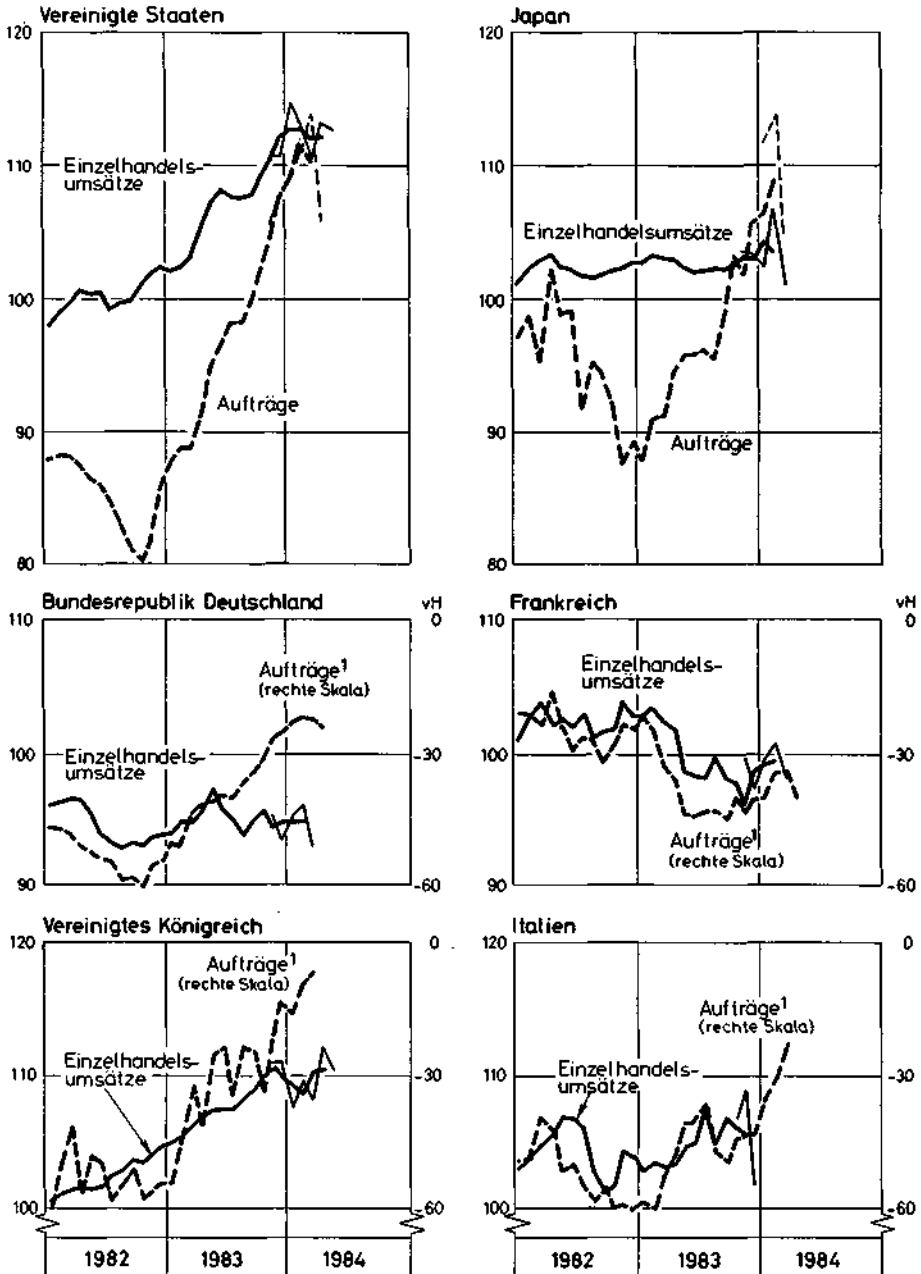 Vereinigte Staaten
120
110
100
90
80
Einzelhandels-
umsätze
Aufträge
Japan
120
110
100
90
80
Einzelhandelsumsätze
Aufträge
Bundesrepublik Deutschland
vH
110
100
90
Aufträge¹
(rechte Skala)
Einzelhandels-
umsätze
0
-30
-60
Frankreich
vH
110
100
90
Einzelhandels-
umsätze
Aufträge¹
(rechte Skala)
0
-30
-60
Vereinigtes Königreich
120
110
100
Aufträge¹
(rechte Skala)
Einzelhandels-
umsätze
0
-30
-60
1982
1983
1984
Italien
120
110
100
Aufträge¹
(rechte Skala)
Einzelhandels-
umsätze
0
-30
-60
1982
1983
1984